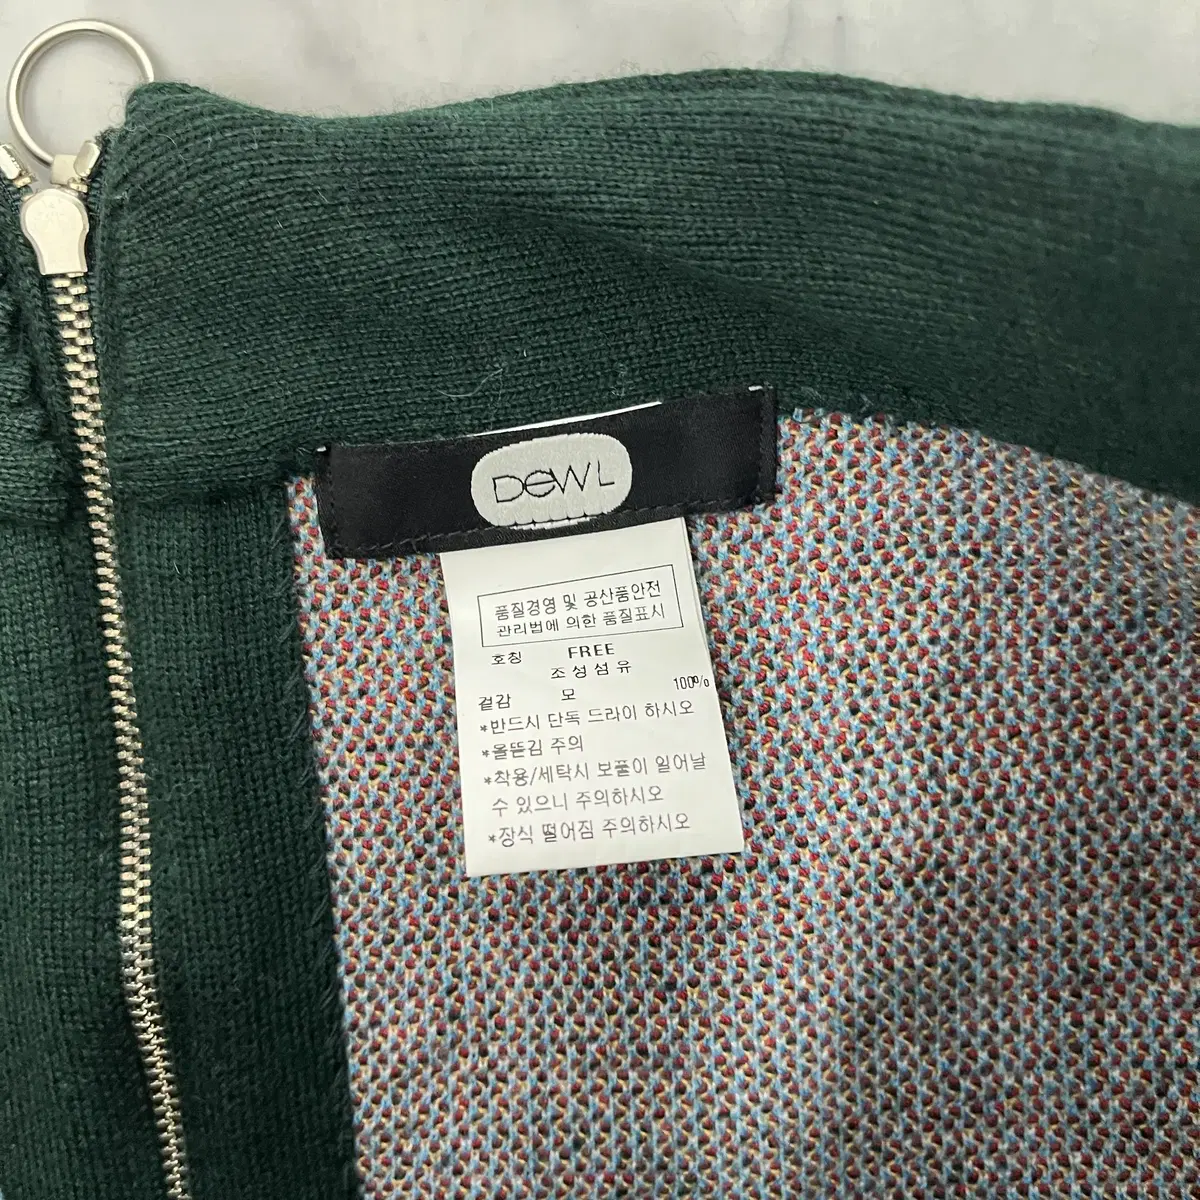 DEWL
품질경영 및 공산품안전
관리법에 의한 품질표시
호칭 FREE
조성섬유
겉감 모 100%
*반드시 단독 드라이 하시오
*올뜯김 주의
*착용/세탁시 보풀이 일어날
수 있으니 주의하시오
*장식 떨어짐 주의하시오